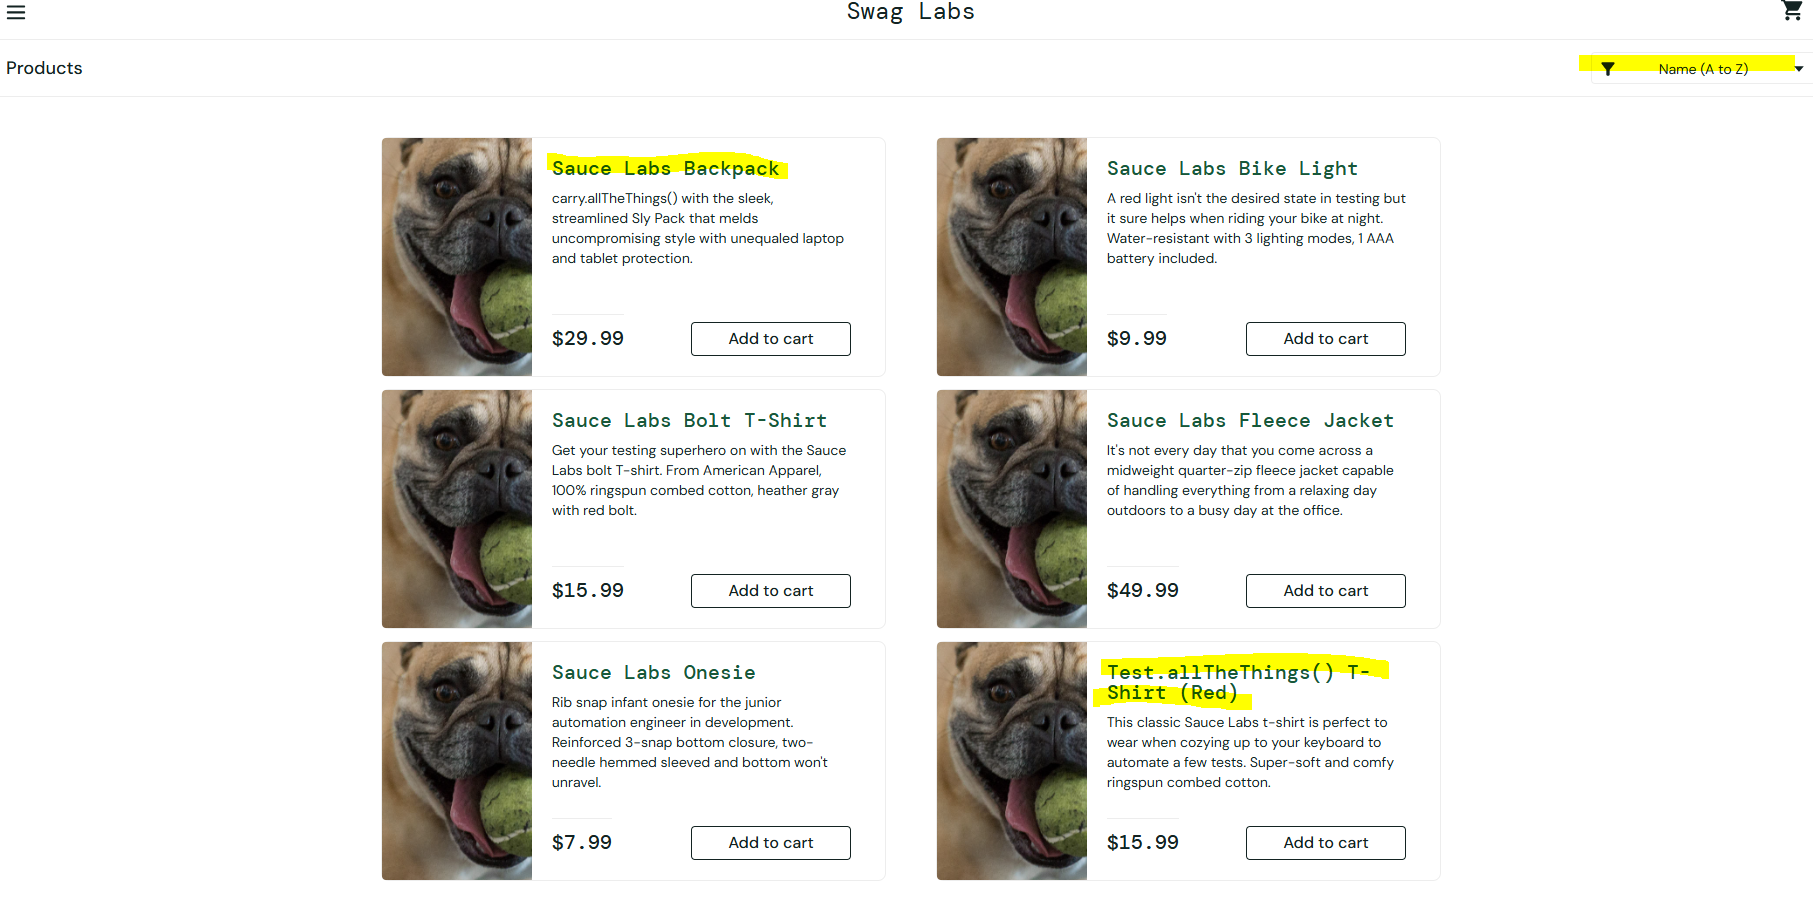 Swag Labs
Products
Name (A to Z)
Sauce Labs Backpack
carry.allTheThings() with the sleek,
streamlined Sly Pack that melds
uncompromising style with unequaled laptop
and tablet protection.
$29.99
Add to cart
Sauce Labs Bike Light
A red light isn't the desired state in testing but
it sure helps when riding your bike at night.
Water-resistant with 3 lighting modes, 1 AAA
battery included.
$9.99
Add to cart
Sauce Labs Bolt T-Shirt
Get your testing superhero on with the Sauce
Labs bolt T-shirt. From American Apparel,
100% ringspun combed cotton, heather gray
with red bolt.
$15.99
Add to cart
Sauce Labs Fleece Jacket
It's not every day that you come across a
midweight quarter-zip fleece jacket capable
of handling everything from a relaxing day
outdoors to a busy day at the office.
$49.99
Add to cart
Sauce Labs Onesie
Rib snap infant onesie for the junior
automation engineer in development.
Reinforced 3-snap bottom closure, two-
needle hemmed sleeved and bottom won't
unravel.
$7.99
Add to cart
Test.allTheThings() T-
Shirt (Red)
This classic Sauce Labs t-shirt is perfect to
wear when cozying up to your keyboard to
automate a few tests. Super-soft and comfy
ringspun combed cotton.
$15.99
Add to cart